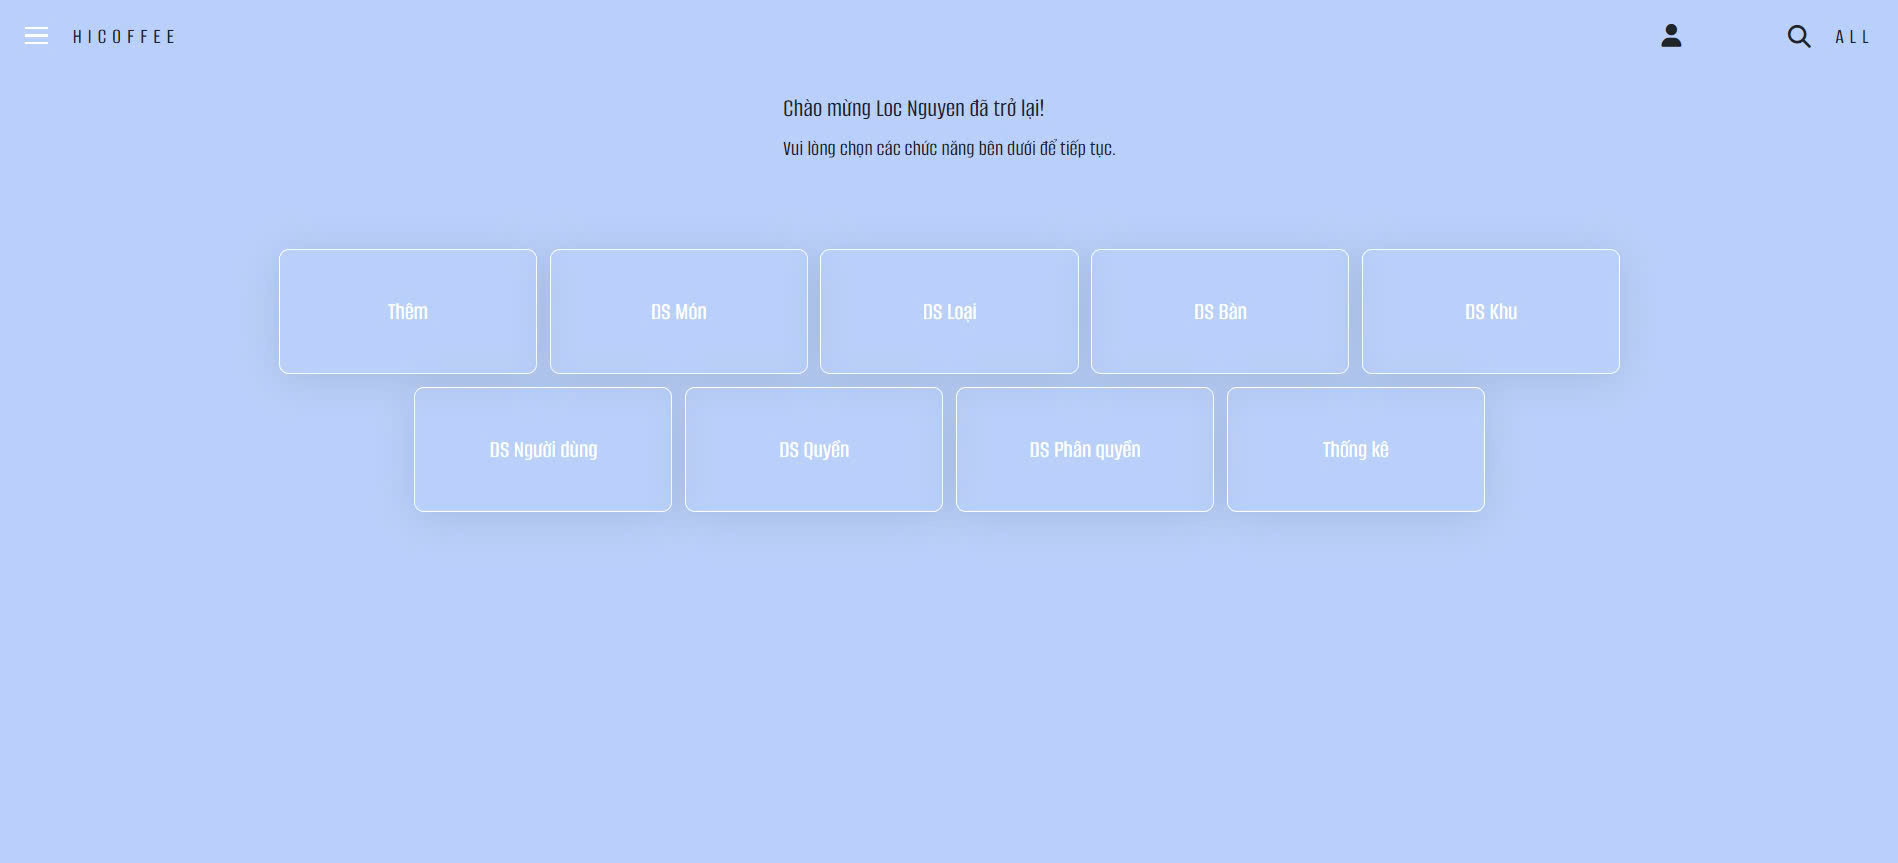 HICOFFEE
ALL
Chào mừng Loc Nguyen đã trở lại!
Vui lòng chọn các chức năng bên dưới để tiếp tục.
Thêm
DS Món
DS Loại
DS Bàn
DS Khu
DS Người dùng
DS Quyền
DS Phân quyền
Thống kê